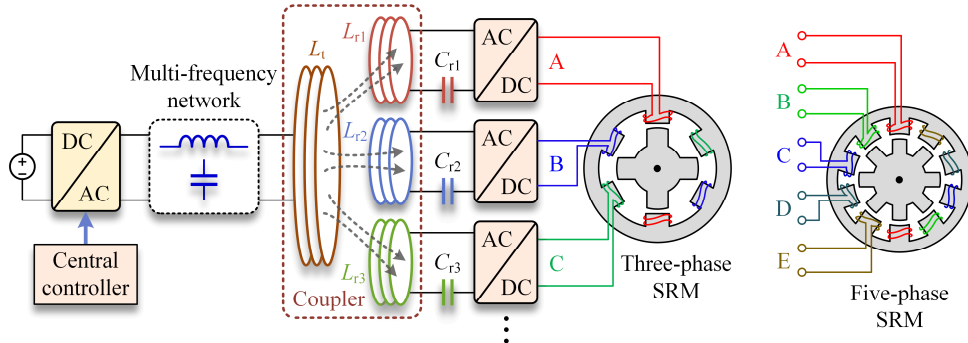 DC
AC
Central
controller
Multi-frequency
network
Lt
Coupler
Lr1
Cr1
AC
DC
A
Lr2
Cr2
AC
DC
B
Lr3
Cr3
AC
DC
C
Three-phase
SRM
A
B
C
D
E
Five-phase
SRM